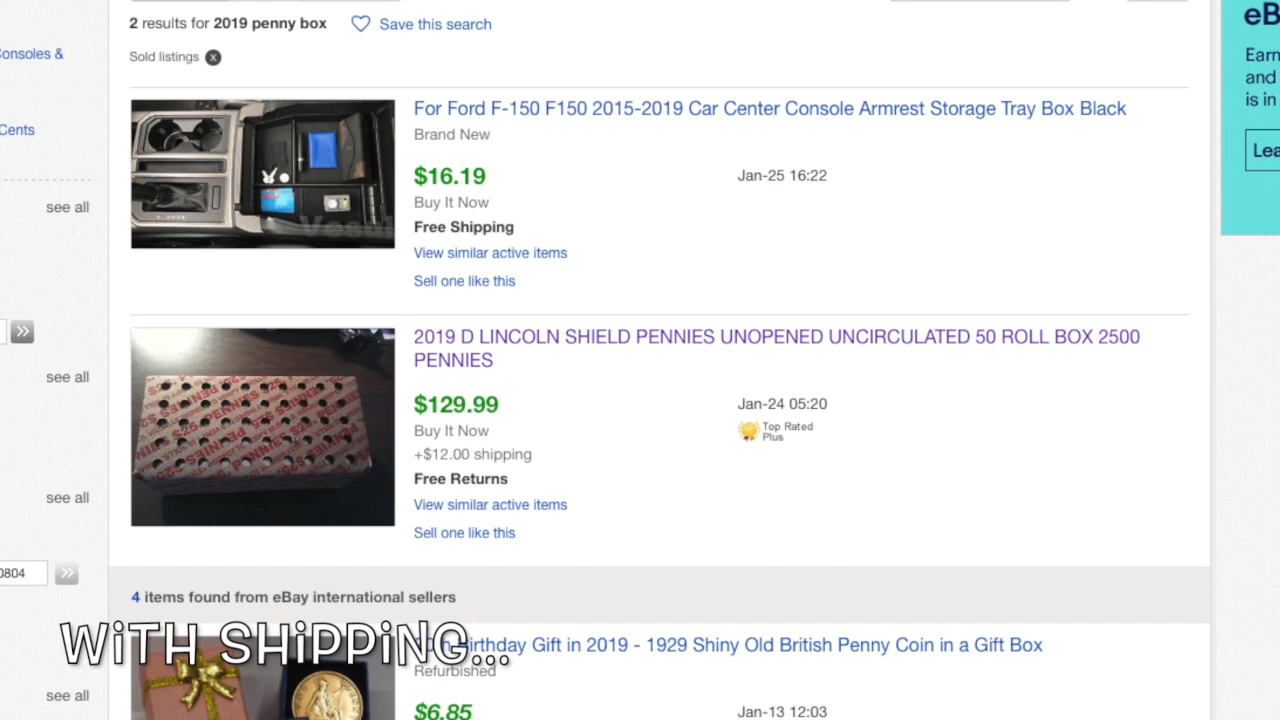 2 results for 2019 penny box
Save this search
Sold listings
eB
Earn
and
is in
Lea
Consoles &
Cents
see all
see all
see all
0804
see all
For Ford F-150 F150 2015-2019 Car Center Console Armrest Storage Tray Box Black
Brand New
$16.19
Jan-25 16:22
Buy It Now
Free Shipping
View similar active items
Sell one like this
2019 D LINCOLN SHIELD PENNIES UNOPENED UNCIRCULATED 50 ROLL BOX 2500
PENNIES
$129.99
Jan-24 05:20
Buy It Now
Top Rated
Plus
+$12.00 shipping
Free Returns
View similar active items
Sell one like this
4 items found from eBay international sellers
WiTH SHiPPiNG...
Birthday Gift in 2019 - 1929 Shiny Old British Penny Coin in a Gift Box
Refurbished
$6.85
Jan-13 12:03